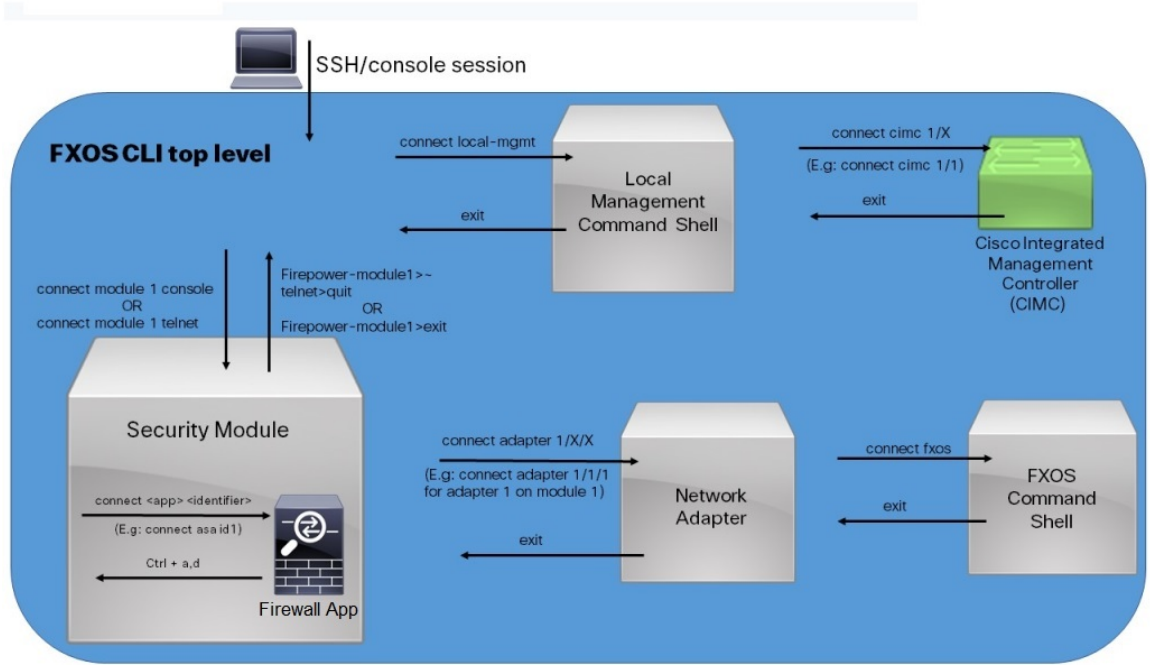 SSH/console session
FXOS CLI top level
connect local-mgmt
exit
Local
Management
Command Shell
connect cimc 1/X
(E.g: connect cimc 1/1)
exit
Cisco Integrated
Management
Controller
(CIMC)
connect module 1 console
OR
connect module 1 telnet
Firepower-module1>~
telnet>quit
OR
Firepower-module1>exit
Security Module
connect <app> <identifier>
(E.g: connect asa id1)
Ctrl + a,d
Firewall App
connect adapter 1/X/X
(E.g: connect adapter 1/1/1
for adapter 1 on module 1)
exit
Network
Adapter
connect fxos
exit
FXOS
Command
Shell